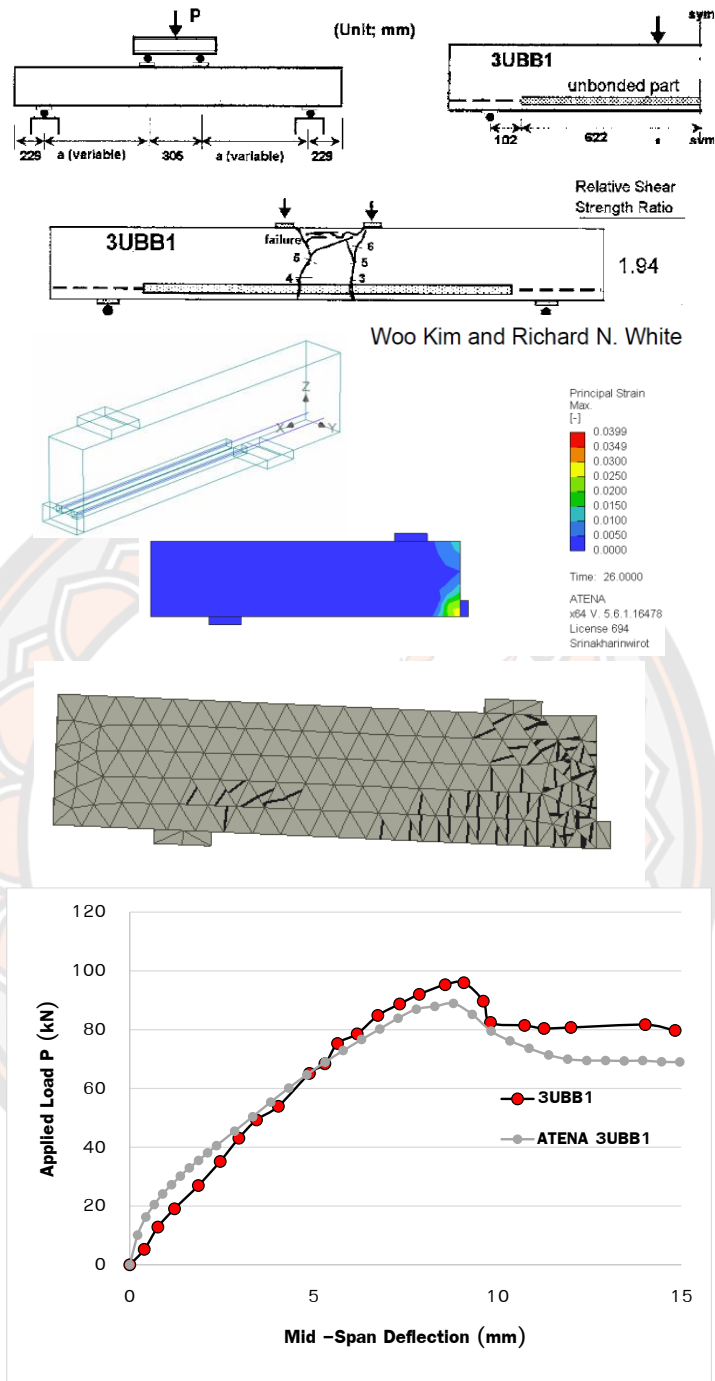 P
(Unit; mm)
229
a (variable)
305
a (variable)
229
sym
3UBB1
unbonded part
102
622
sym
Relative Shear
Strength Ratio
3UBB1
failure
6
5
5
4
3
1.94
Woo Kim and Richard N. White
Z
X
Y
Principal Strain
Max.
[-]
0.0399
0.0349
0.0300
0.0250
0.0200
0.0150
0.0100
0.0050
0.0000
Time: 26.0000
ATENA
x64 V. 5.6.1.16478
License 694
Srinakharinwirot
120
100
80
60
40
20
0
Applied Load P (kN)
3UBB1
ATENA 3UBB1
0
5
10
15
Mid –Span Deflection (mm)